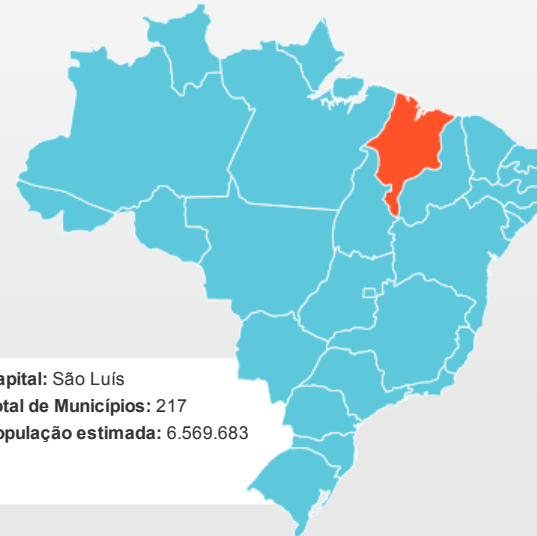 apital: São Luís
otal de Municípios: 217
opulação estimada: 6.569.683